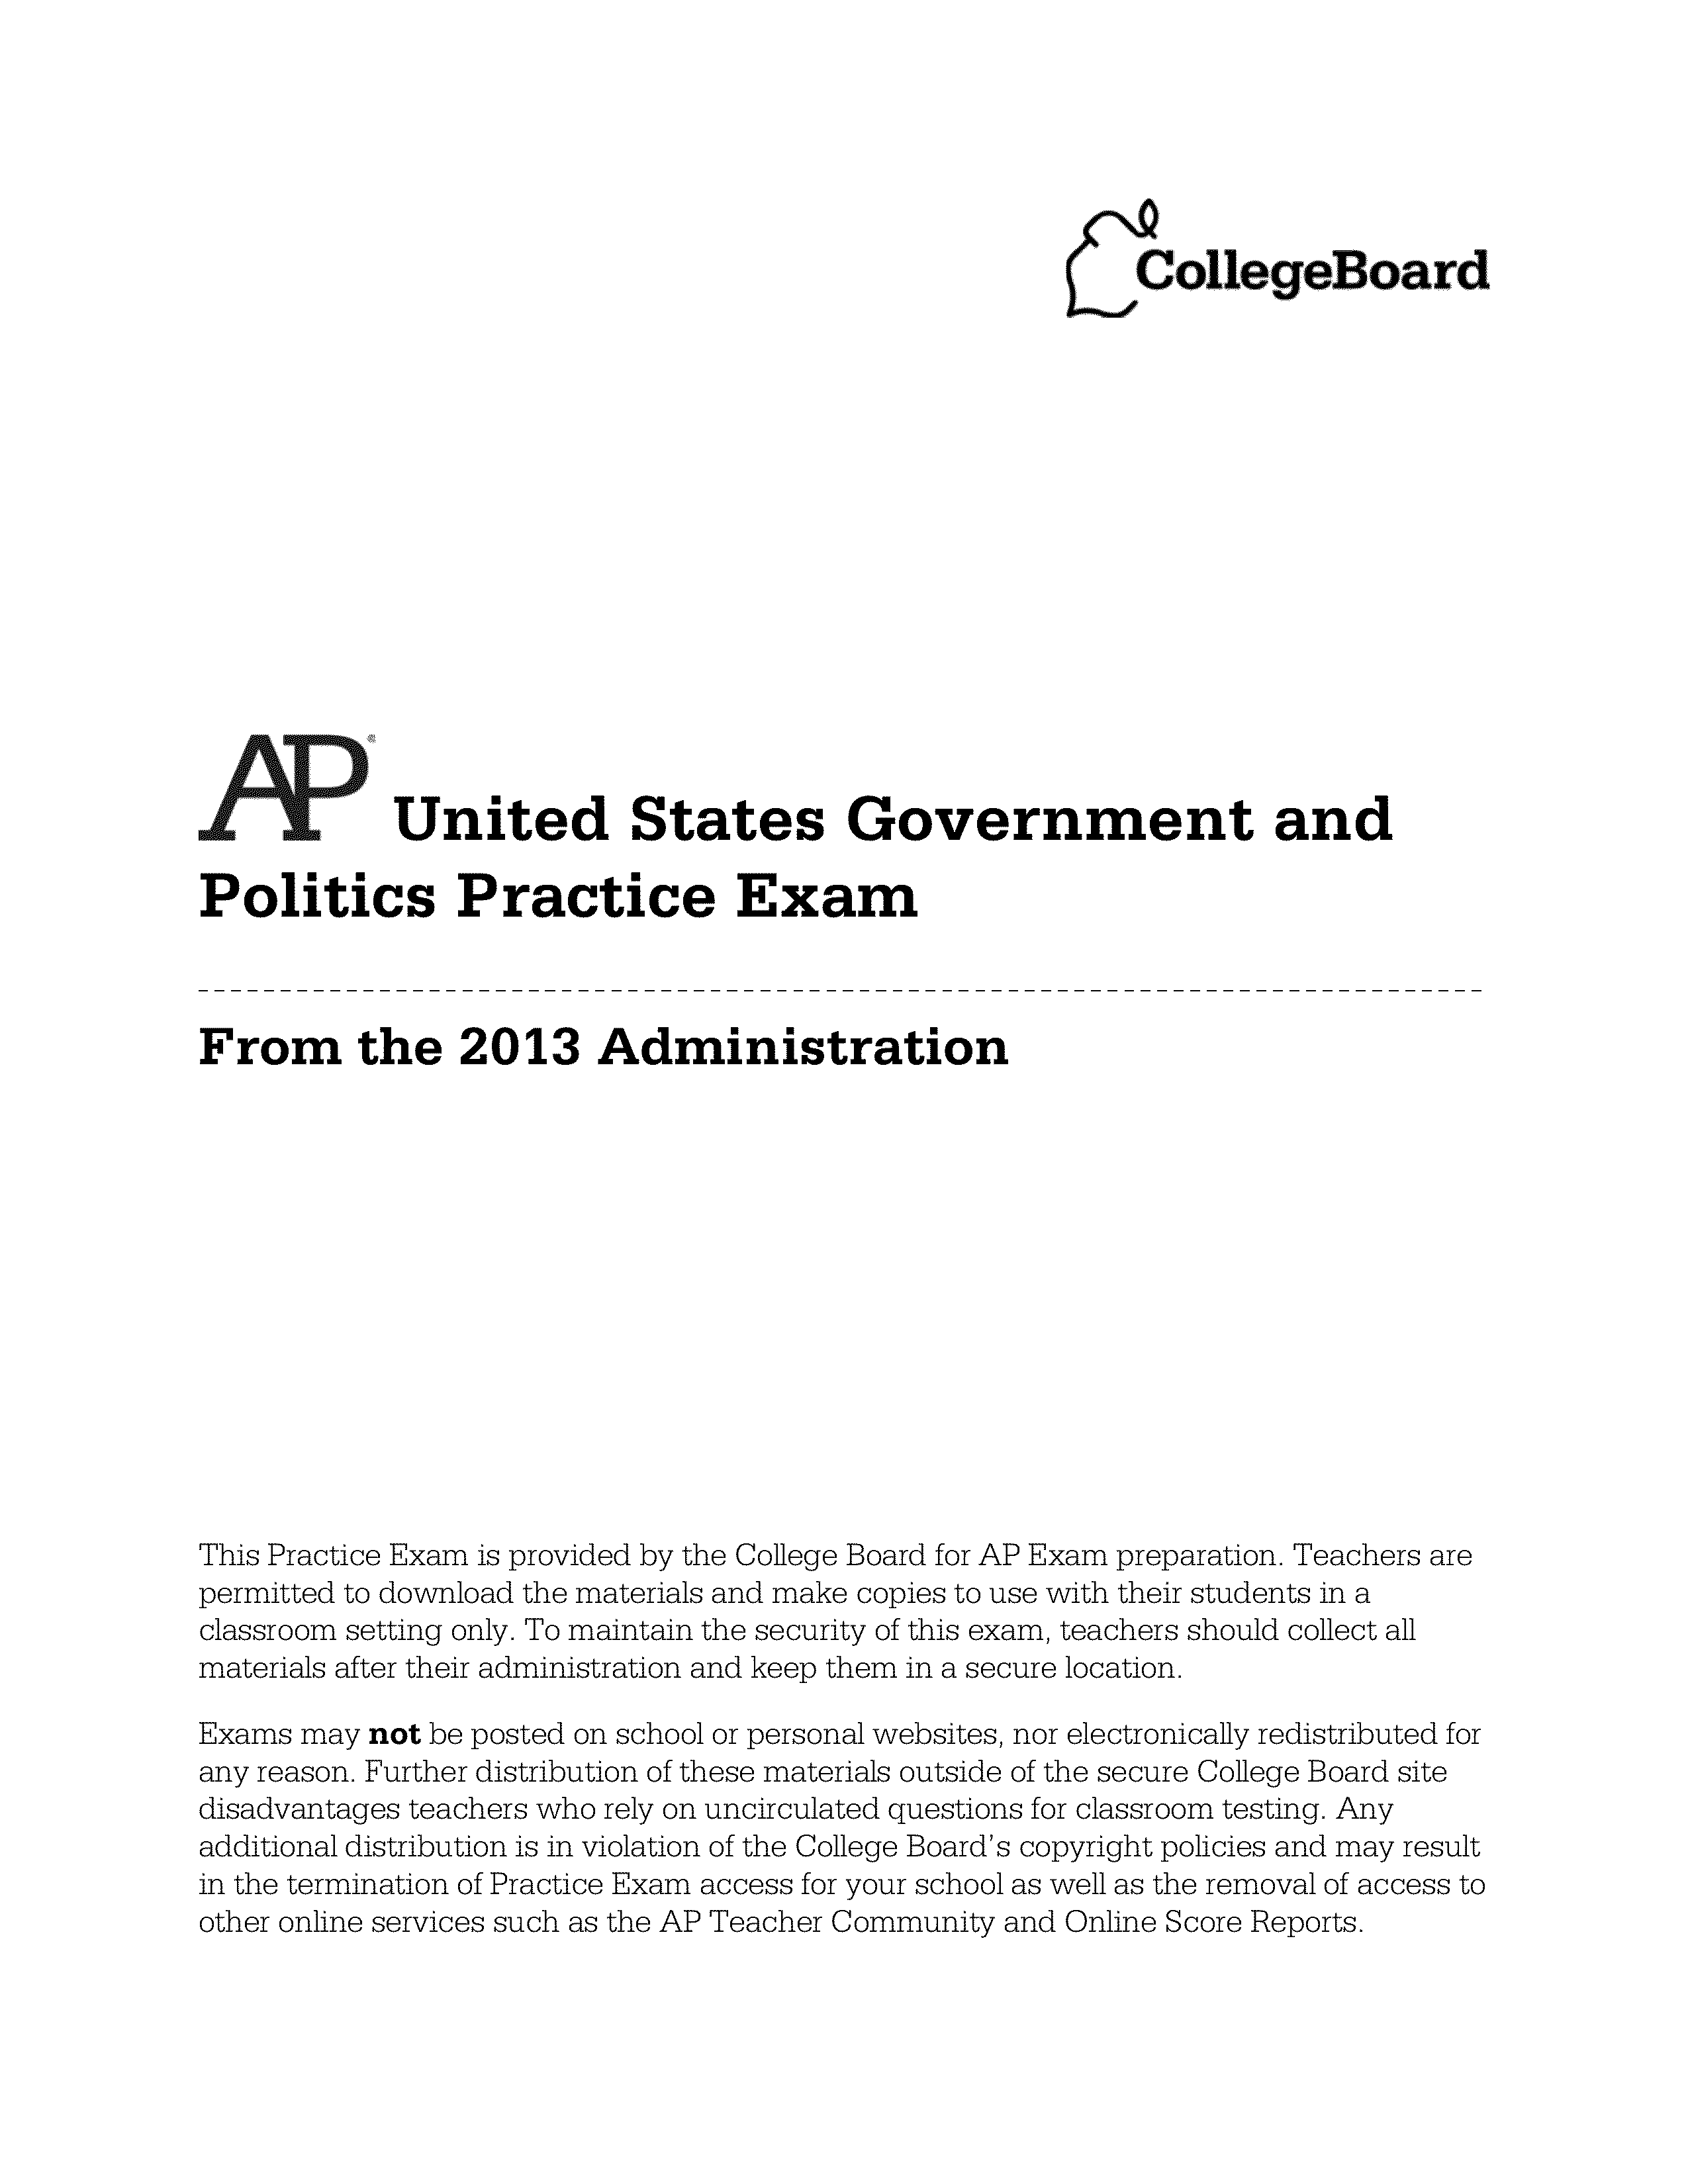 CollegeBoard
AP® United States Government and
Politics Practice Exam
From the 2013 Administration
This Practice Exam is provided by the College Board for AP Exam preparation. Teachers are
permitted to download the materials and make copies to use with their students in a
classroom setting only. To maintain the security of this exam, teachers should collect all
materials after their administration and keep them in a secure location.
Exams may not be posted on school or personal websites, nor electronically redistributed for
any reason. Further distribution of these materials outside of the secure College Board site
disadvantages teachers who rely on uncirculated questions for classroom testing. Any
additional distribution is in violation of the College Board's copyright policies and may result
in the termination of Practice Exam access for your school as well as the removal of access to
other online services such as the AP Teacher Community and Online Score Reports.